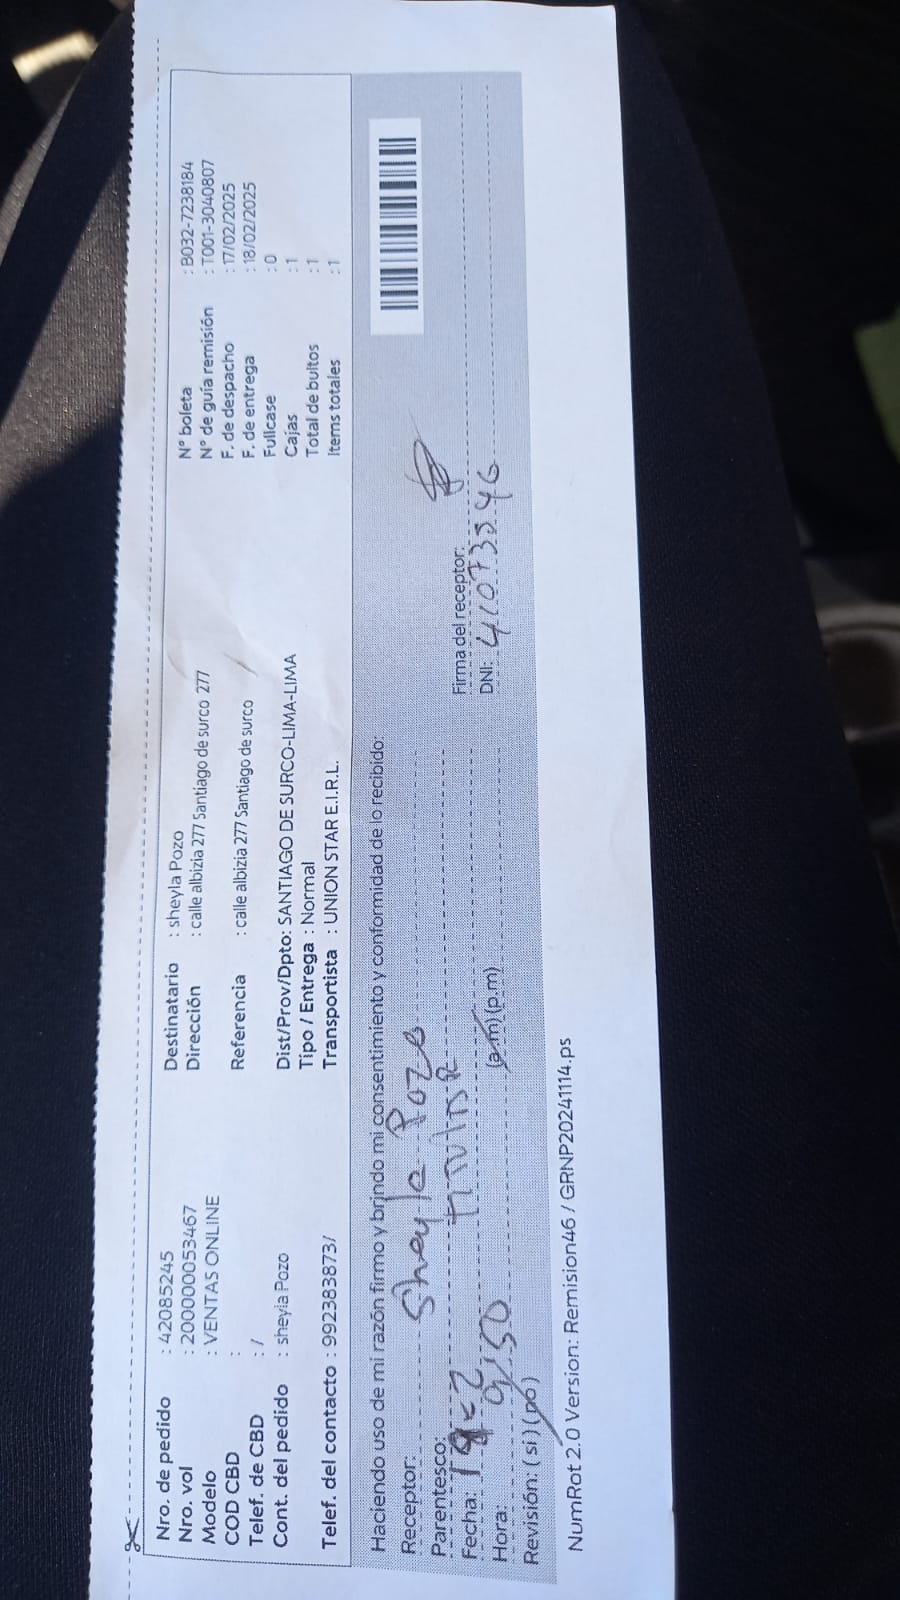 Nro. de pedido : 42085245
Nro. vol : 200000053467
Modelo : VENTAS ONLINE
COD CBD :
Telef. de CBD : /
Cont. del pedido : sheyla Pozo
Telef. del contacto : 992383873/
Destinatario : sheyla Pozo
Dirección : calle albizia 277 Santiago de surco 277
Referencia : calle albizia 277 Santiago de surco
Dist/Prov/Dpto: SANTIAGO DE SURCO-LIMA-LIMA
Tipo / Entrega : Normal
Transportista : UNION STAR E.I.R.L.
N° boleta : B032-7238184
N° de guía remisión : T001-3040807
F. de despacho : 17/02/2025
F. de entrega : 18/02/2025
Fullcase : 0
Cajas : 1
Total de bultos : 1
Items totales : 1
Haciendo uso de mi razón firmo y brindo mi consentimiento y conformidad de lo recibido:
Receptor: Sheyla Pozo
Parentesco: titular
Fecha:
Hora: 9:50 (a.m) (p.m)
Revisión: ( si ) ( no )
Firma del receptor:
DNI:
NumRot 2.0 Version: Remision46 / GRNP20241114.ps